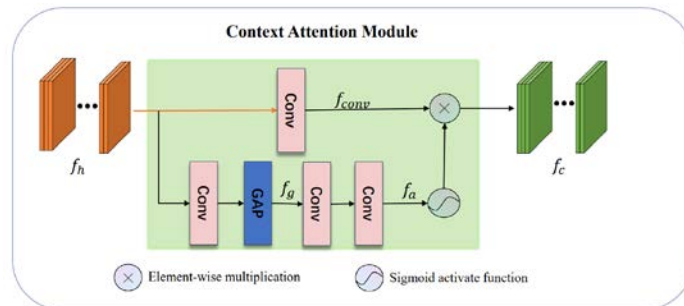 Context Attention Module
Conv
f_conv
f_h
f_c
Conv
GAP
f_g
Conv
Conv
f_a
Element-wise multiplication
Sigmoid activate function